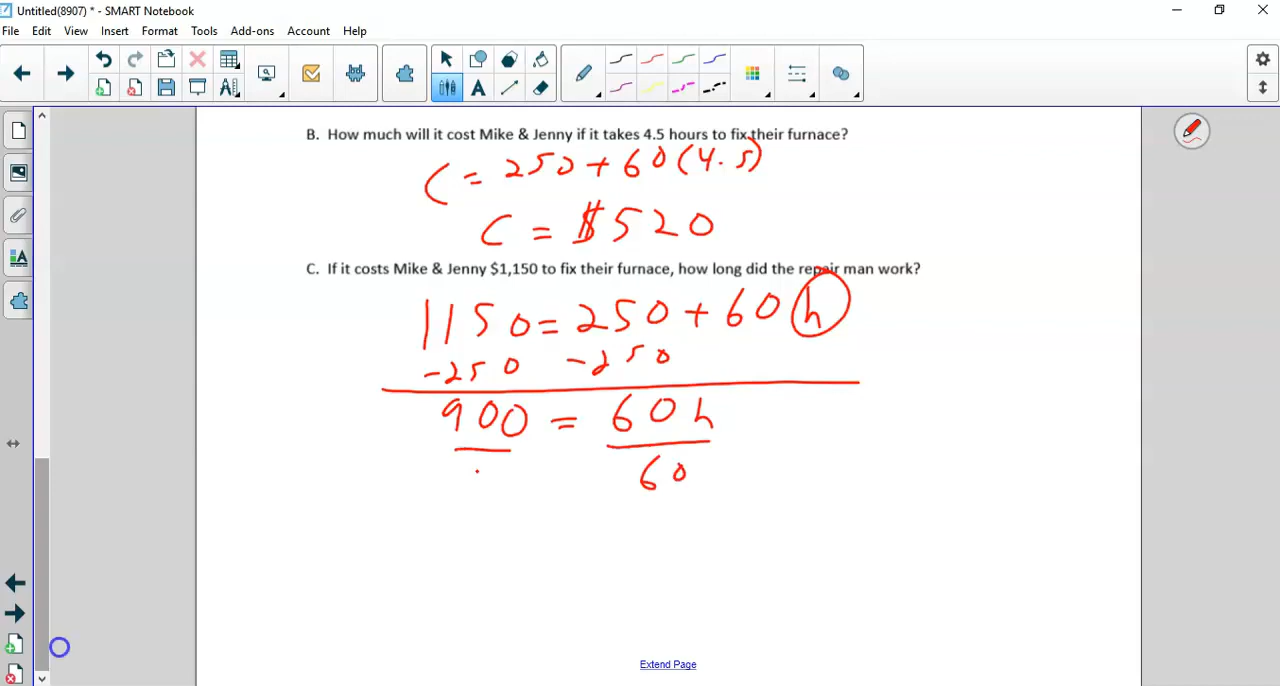 Untitled(8907) * - SMART Notebook
File Edit View Insert Format Tools Add-ons Account Help
B. How much will it cost Mike & Jenny if it takes 4.5 hours to fix their furnace?
C = 250 + 60 (4.5)
C = $520
C. If it costs Mike & Jenny $1,150 to fix their furnace, how long did the repair man work?
1150 = 250 + 60 h
-250 -250
900 = 60h
60
Extend Page